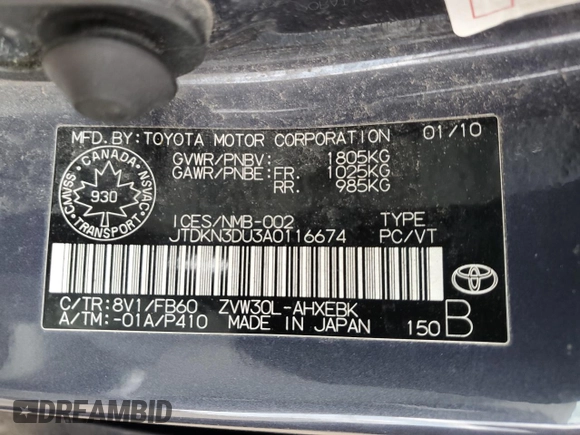 MFD.BY:TOYOTA MOTOR CORPORATION 01/10
GVWR/PNBV: 1805KG
GAWR/PNBE:FR. 1025KG
RR. 985KG
CANADA
CMVSS NSVAC
930
TRANSPORT
ICES/NMB-002 TYPE
JTDKN3DU3A0116674 PC/VT
C/TR:8V1/FB60 ZVW30L-AHXEBK
A/TM:-01A/P410 MADE IN JAPAN 150 B
DREAMBID